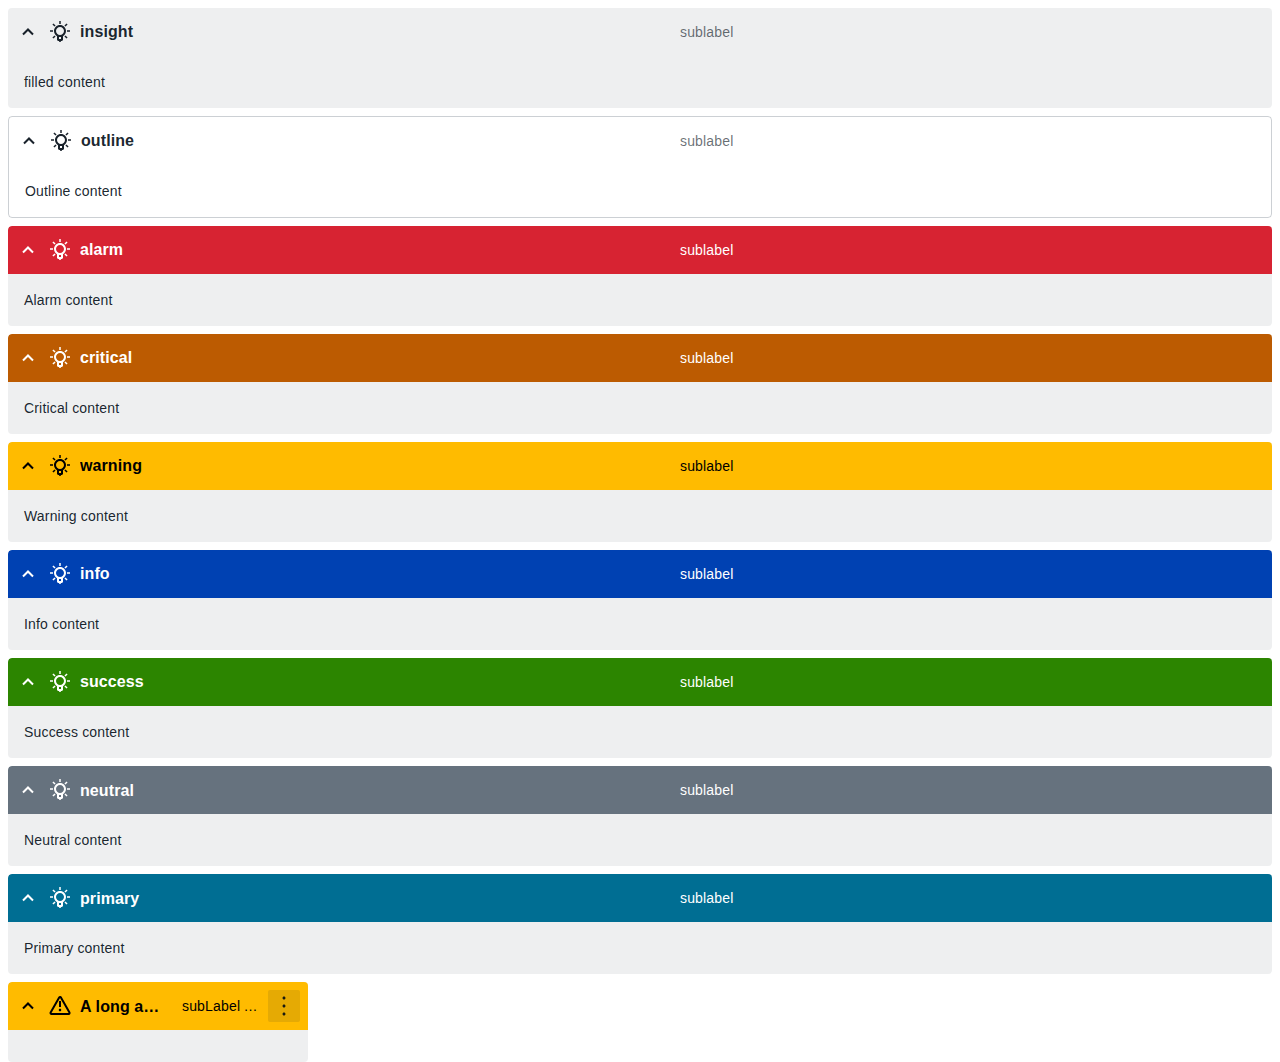 insight sublabel
filled content
outline sublabel
Outline content
alarm sublabel
Alarm content
critical sublabel
Critical content
warning sublabel
Warning content
info sublabel
Info content
success sublabel
Success content
neutral sublabel
Neutral content
primary sublabel
Primary content
A long a... subLabel ...